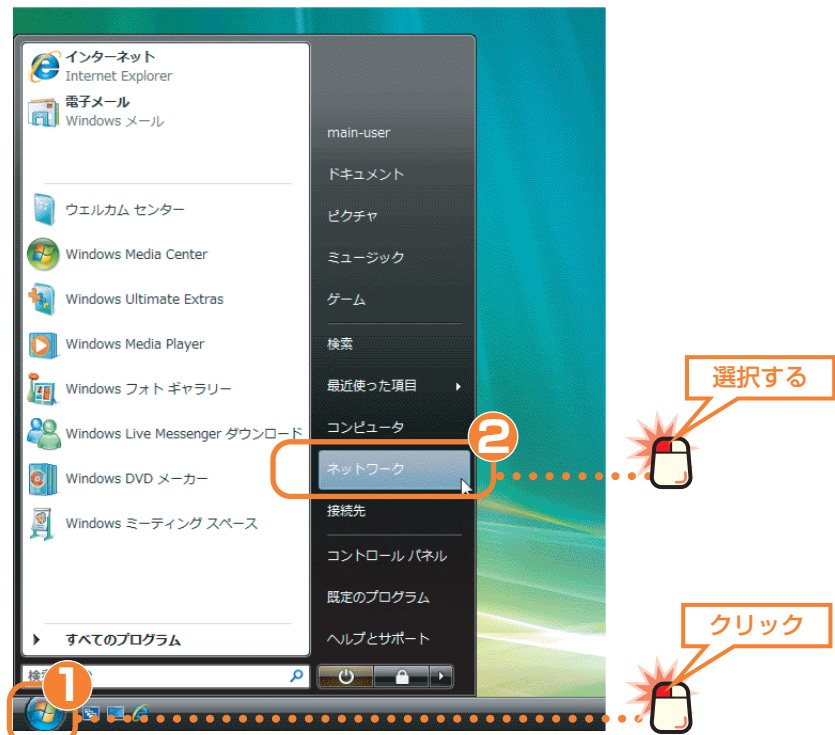 インターネット
Internet Explorer
電子メール
Windows メール
ウェルカム センター
Windows Media Center
Windows Ultimate Extras
Windows Media Player
Windows フォト ギャラリー
Windows Live Messenger ダウンロード
Windows DVD メーカー
Windows ミーティング スペース
すべてのプログラム
main-user
ドキュメント
ピクチャ
ミュージック
ゲーム
検索
最近使った項目
コンピュータ
ネットワーク
接続先
コントロール パネル
既定のプログラム
ヘルプとサポート
2
選択する
1
クリック